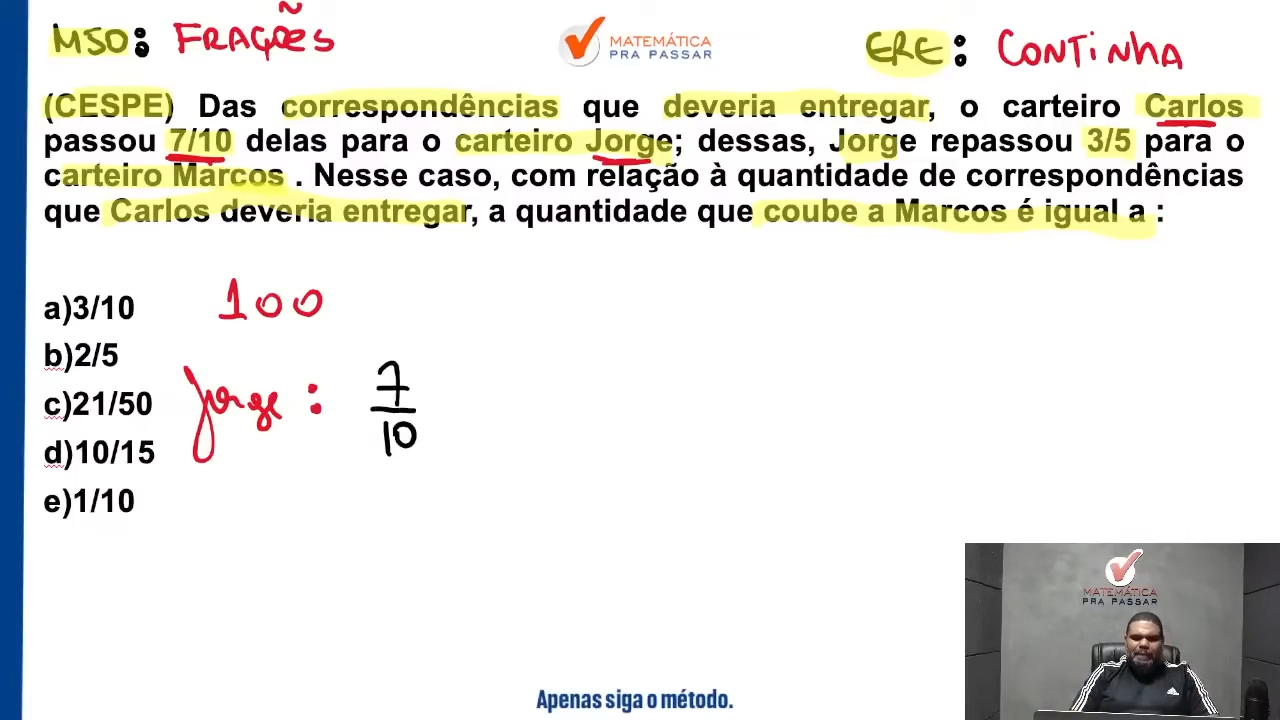 MSO: FRAÇÕES
MATEMÁTICA
PRA PASSAR
ERE: CONTINHA
(CESPE) Das correspondências que deveria entregar, o carteiro Carlos
passou 7/10 delas para o carteiro Jorge; dessas, Jorge repassou 3/5 para o
carteiro Marcos . Nesse caso, com relação à quantidade de correspondências
que Carlos deveria entregar, a quantidade que coube a Marcos é igual a :
a)3/10
100
b)2/5
c)21/50
Jorge : 7/10
d)10/15
e)1/10
MATEMÁTICA
PRA PASSAR
Apenas siga o método.